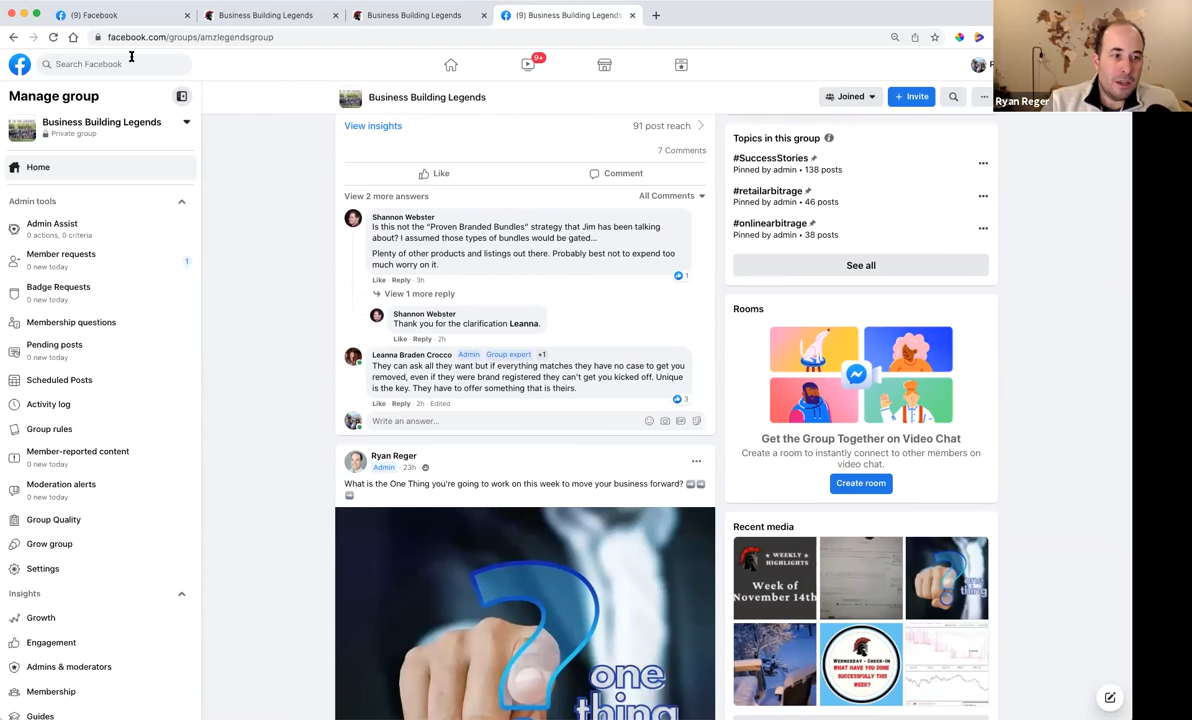 (9) Facebook
Business Building Legends
Business Building Legends
(9) Business Building Legends
facebook.com/groups/amzlegendsgroup
Search Facebook
9+
Ryan Reger
Manage group
Business Building Legends
Private group
Home
Admin tools
Admin Assist
0 actions, 0 criteria
Member requests
0 new today
1
Badge Requests
0 new today
Membership questions
Pending posts
0 new today
Scheduled Posts
Activity log
Group rules
Member-reported content
0 new today
Moderation alerts
0 new today
Group Quality
Grow group
Settings
Insights
Growth
Engagement
Admins & moderators
Membership
Guides
Business Building Legends
Joined
+ Invite
View insights
91 post reach
7 Comments
Like
Comment
View 2 more answers
All Comments
Shannon Webster
Is this not the “Proven Branded Bundles” strategy that Jim has been talking
about? I assumed those types of bundles would be gated...
Plenty of other products and listings out there. Probably best not to expend too
much worry on it.
1
Like · Reply · 3h
View 1 more reply
Shannon Webster
Thank you for the clarification Leanna.
Like · Reply · 2h
Leanna Braden Crocco Admin Group expert +1
They can ask all they want but if everything matches they have no case to get you
removed, even if they were brand registered they can’t get you kicked off. Unique
is the key. They have to offer something that is theirs.
3
Like · Reply · 2h · Edited
Write an answer...
Ryan Reger
Admin · 23h ·
What is the One Thing you're going to work on this week to move your business forward?
?
one
thing
Topics in this group
#SuccessStories
Pinned by admin • 138 posts
#retailarbitrage
Pinned by admin • 46 posts
#onlinearbitrage
Pinned by admin • 38 posts
See all
Rooms
Get the Group Together on Video Chat
Create a room to instantly connect to other members on
video chat.
Create room
Recent media
WEEKLY
HIGHLIGHTS
Week of
November 14th
one
thing
WEDNESDAY - CHECK-IN
WHAT HAVE YOU DONE
SUCCESSFULLY THIS
WEEK?